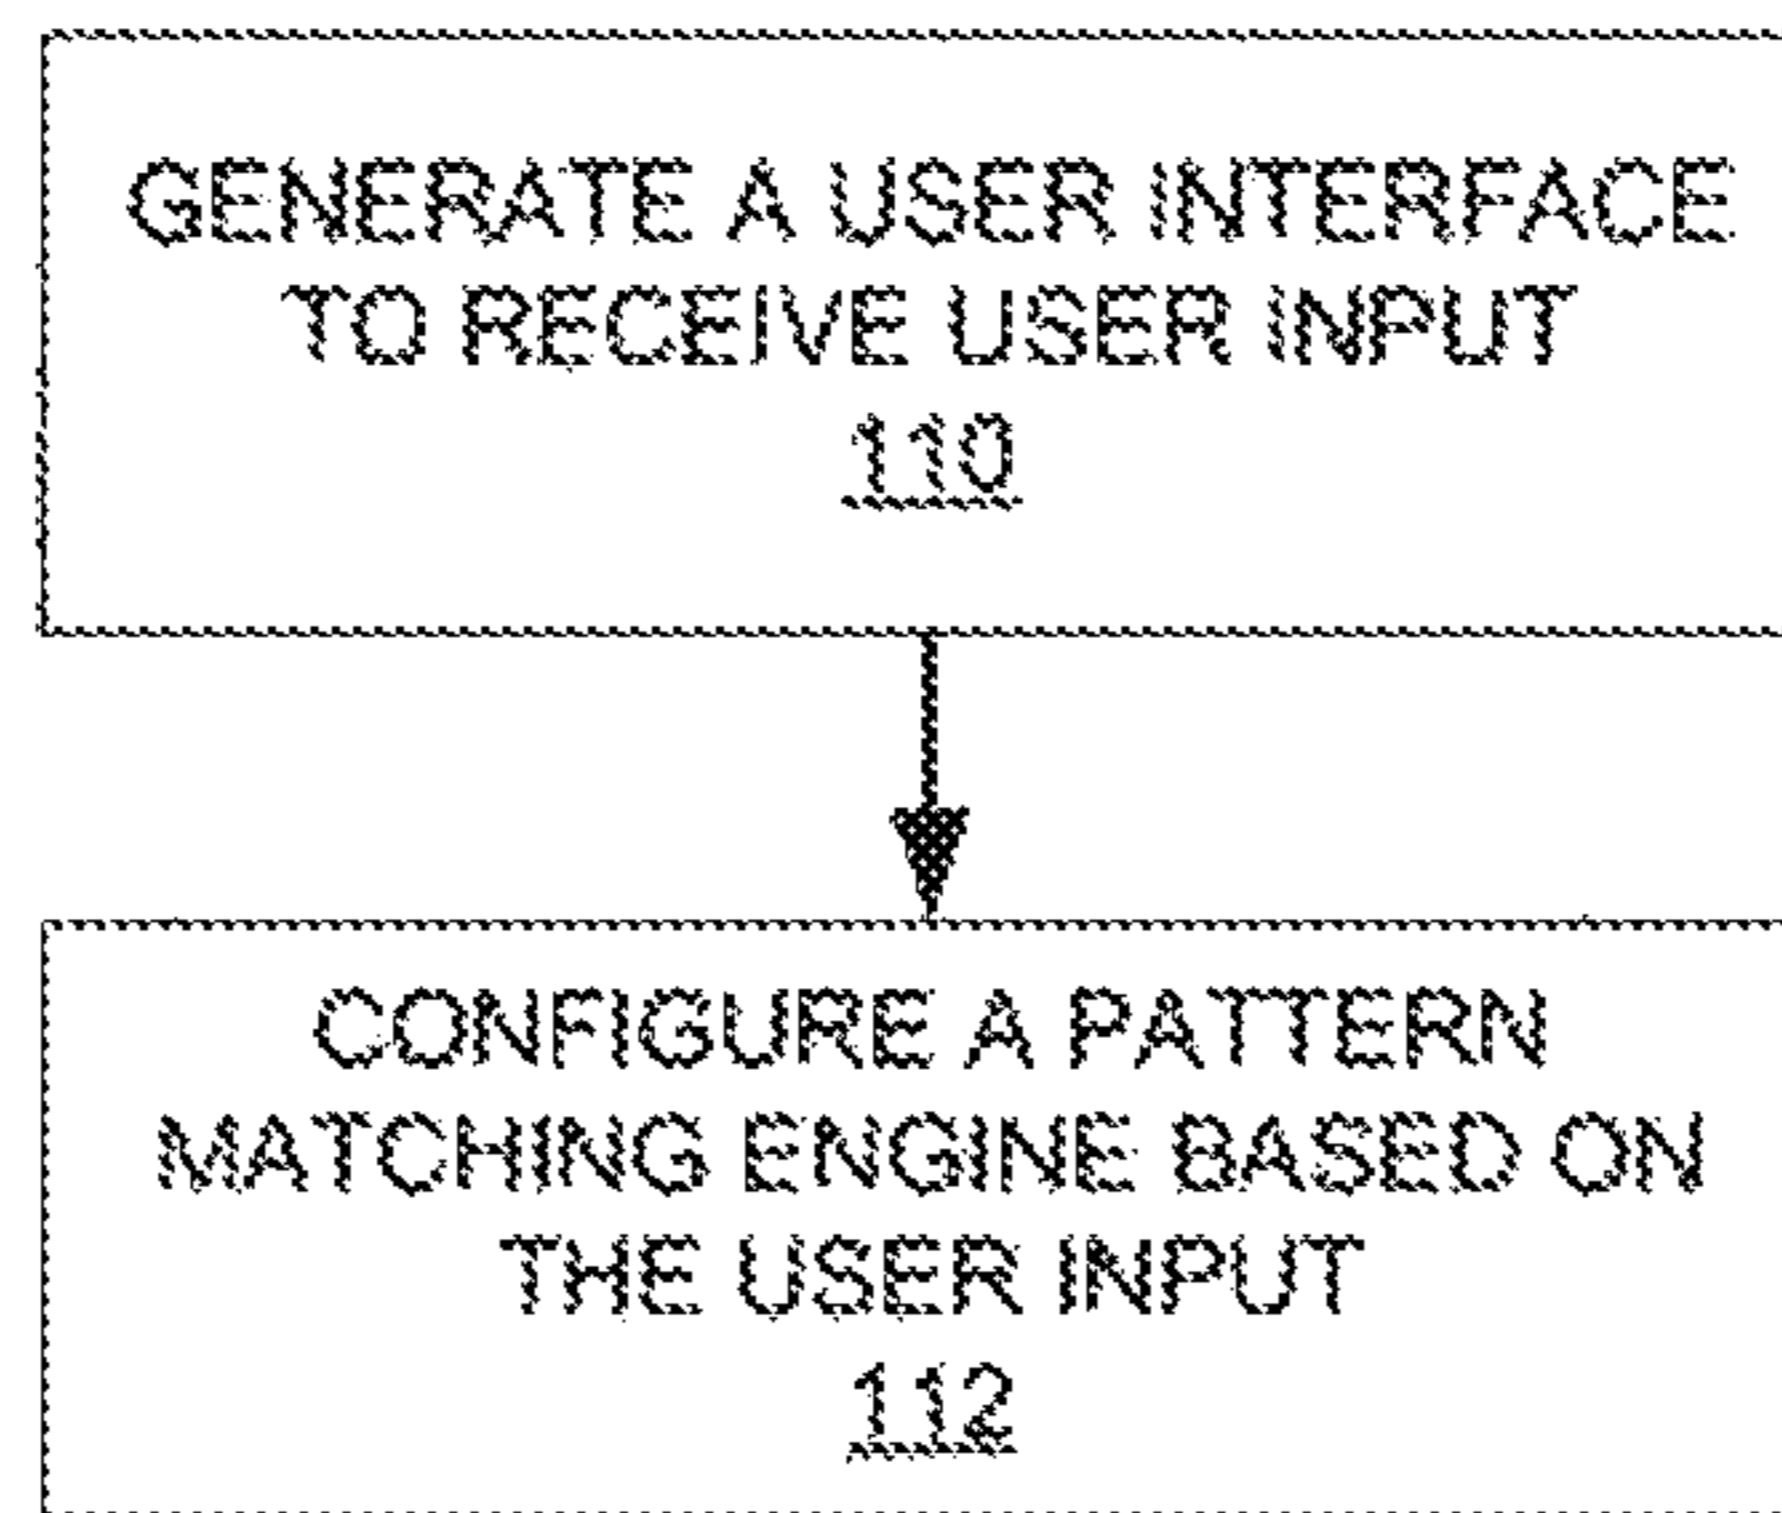 GENERATE A USER INTERFACE
TO RECEIVE USER INPUT
110
CONFIGURE A PATTERN
MATCHING ENGINE BASED ON
THE USER INPUT
112